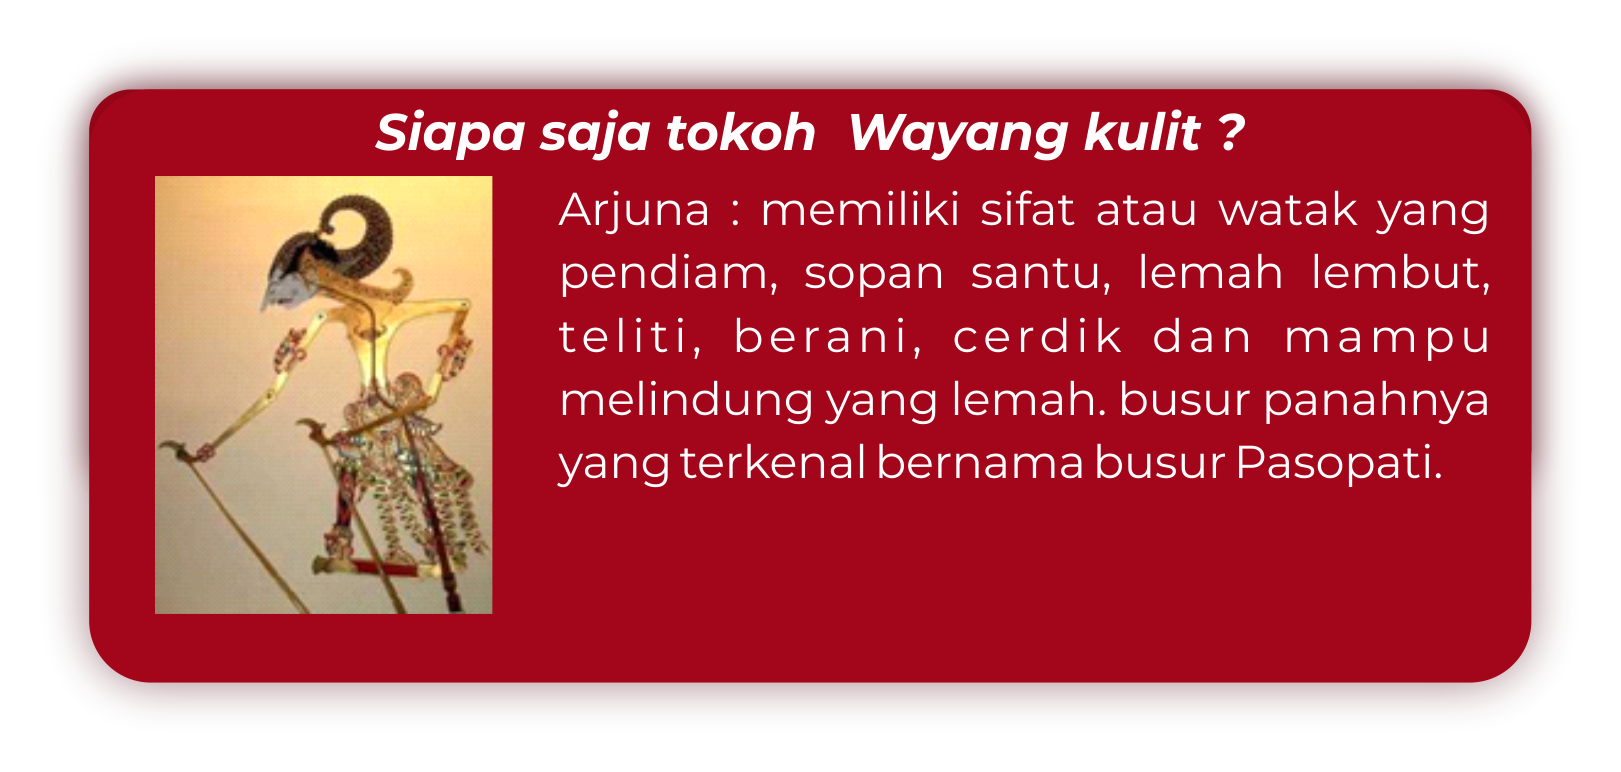 Siapa saja tokoh Wayang kulit ?
Arjuna : memiliki sifat atau watak yang
pendiam, sopan santu, lemah lembut,
teliti, berani, cerdik dan mampu
melindung yang lemah. busur panahnya
yang terkenal bernama busur Pasopati.